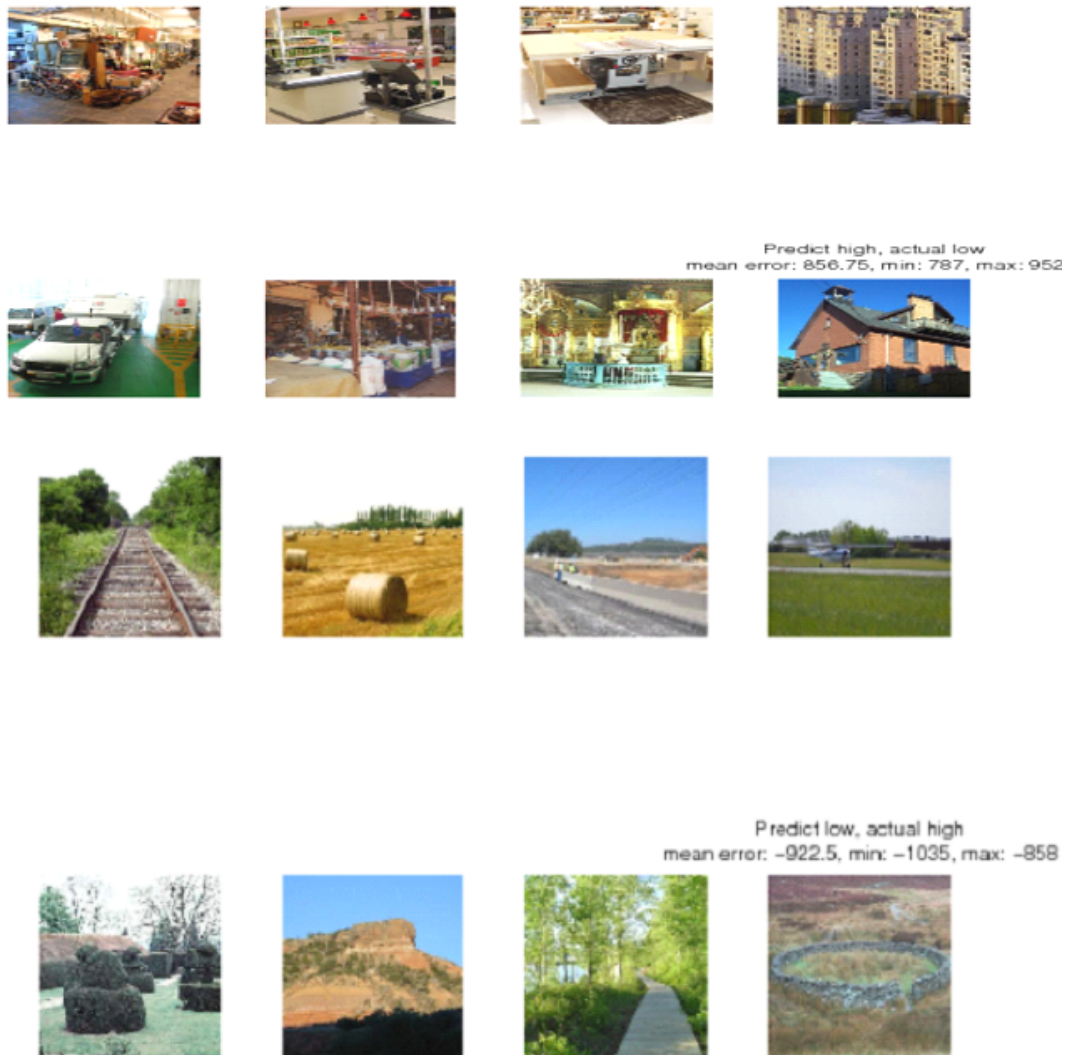 Predict high, actual low
mean error: 856.75, min: 787, max: 952
Predict low, actual high
mean error: −922.5, min: −1035, max: −858